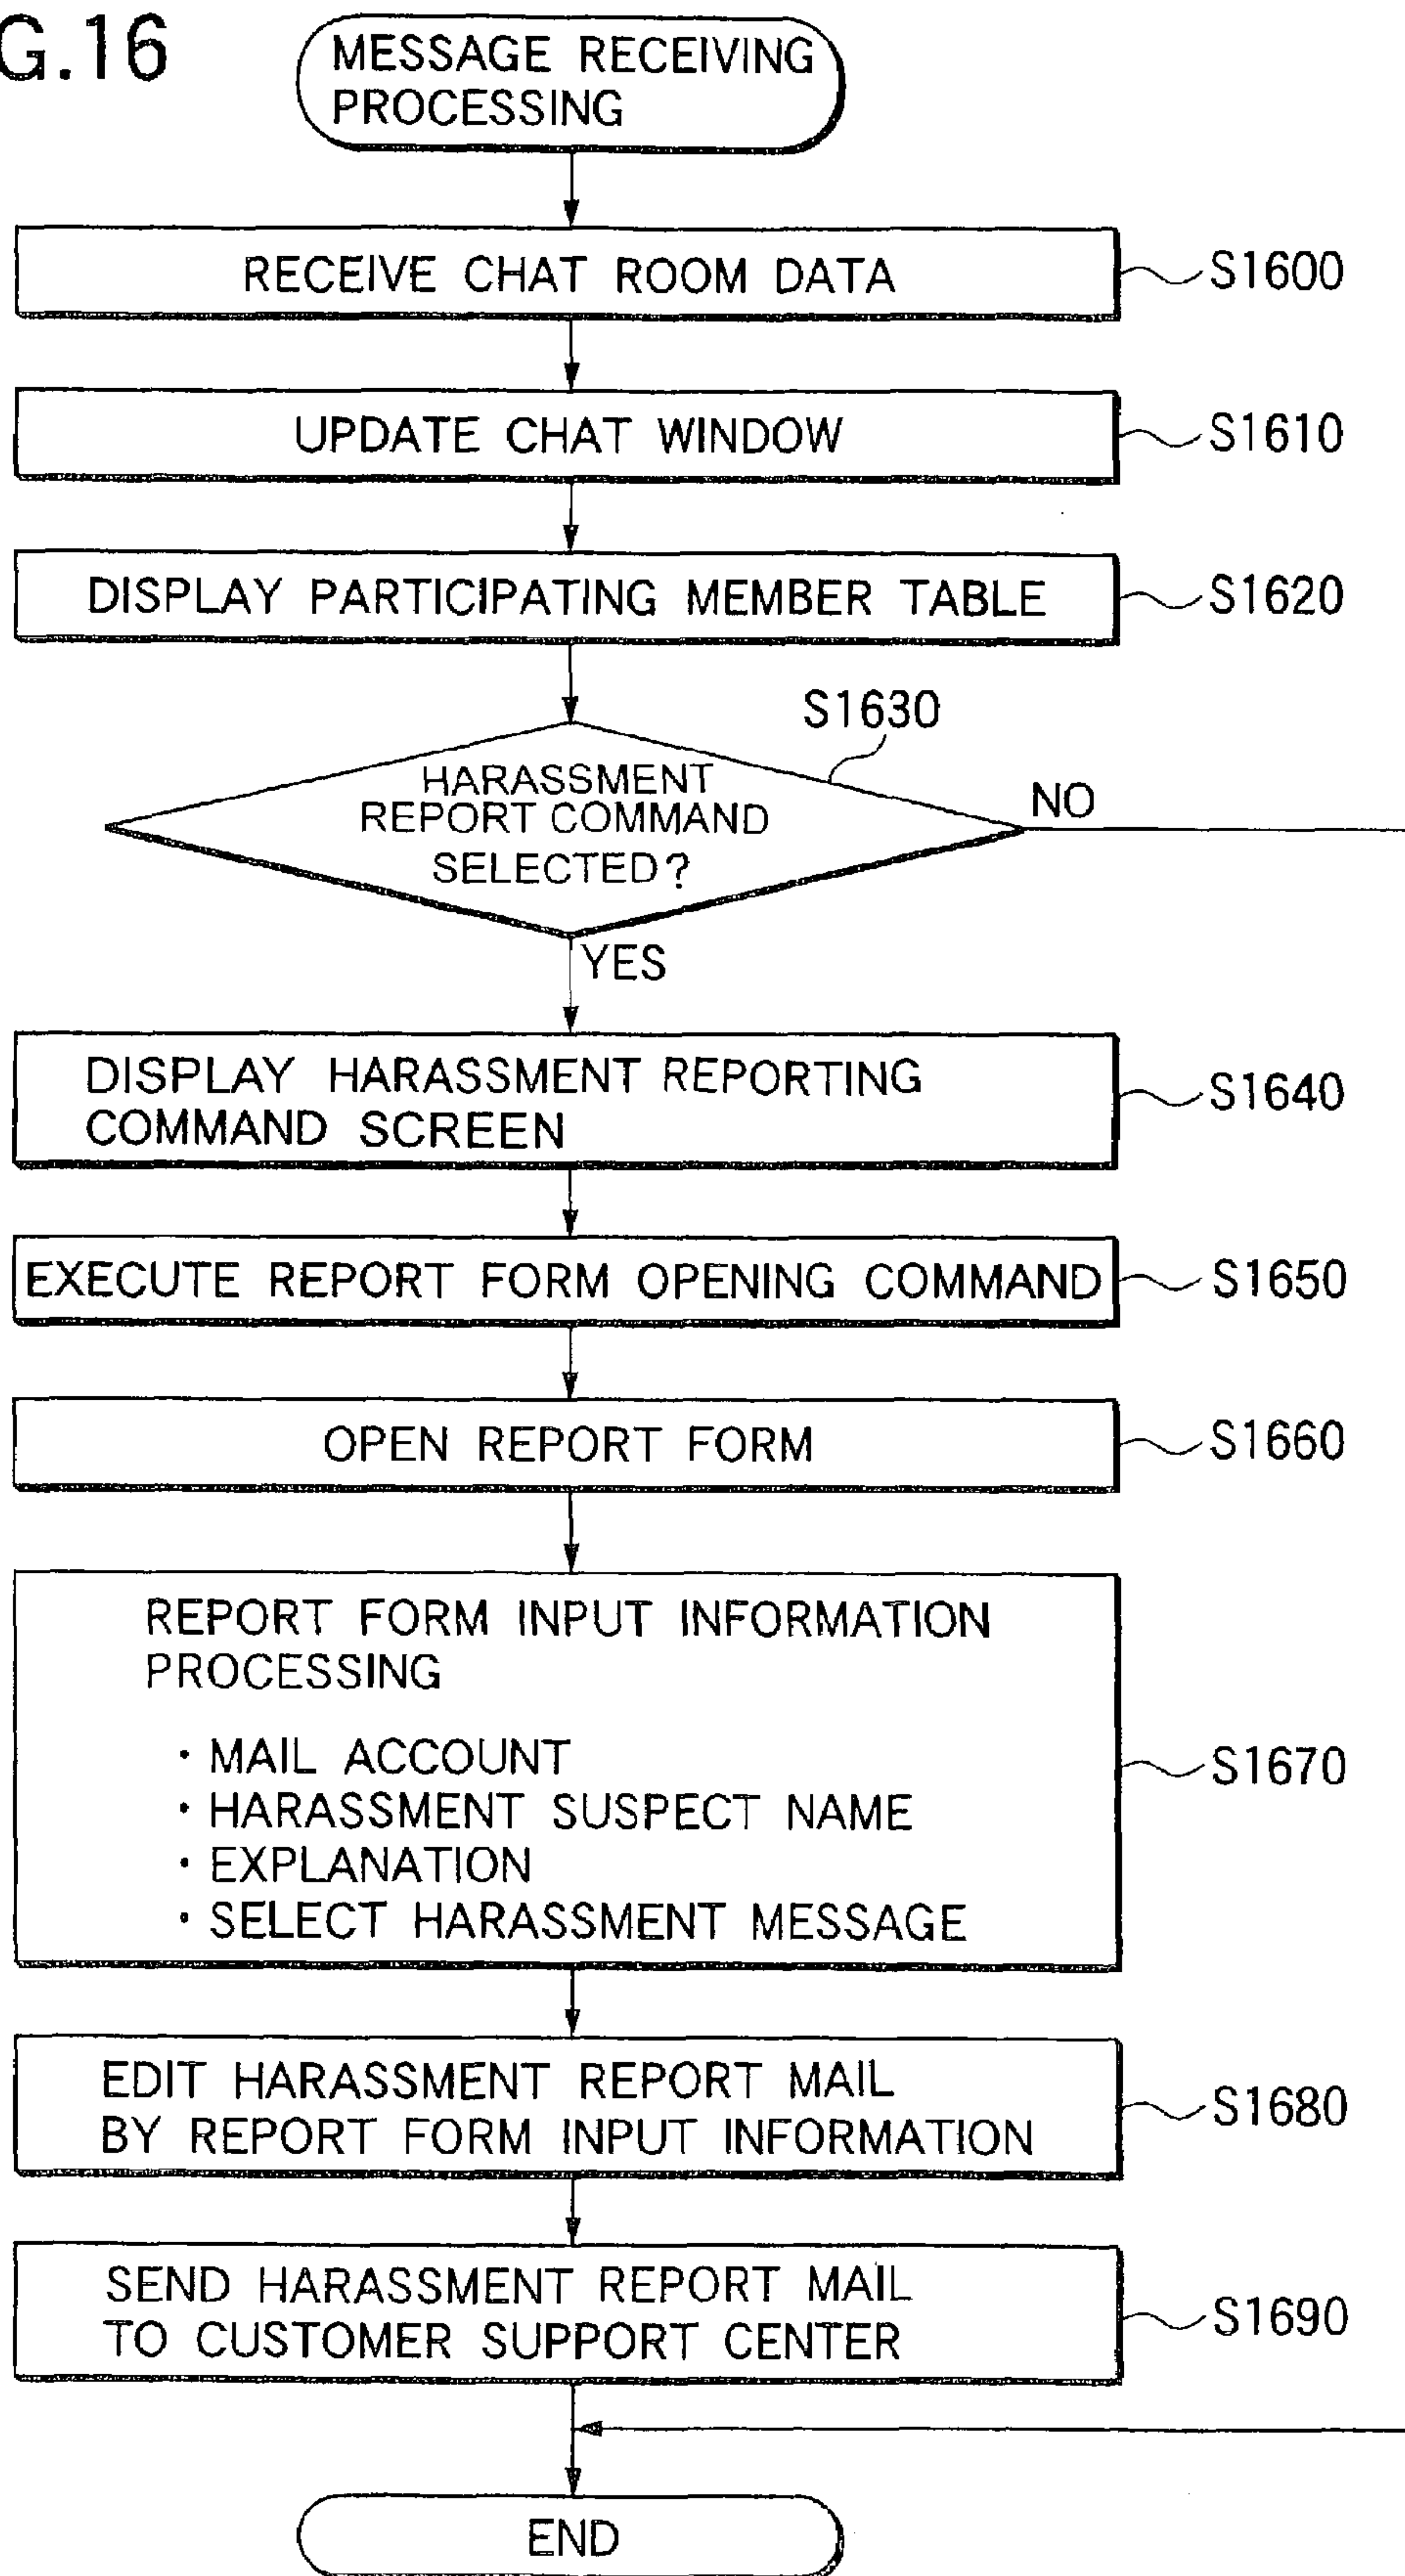 G.16
MESSAGE RECEIVING
PROCESSING
RECEIVE CHAT ROOM DATA
S1600
UPDATE CHAT WINDOW
S1610
DISPLAY PARTICIPATING MEMBER TABLE
S1620
S1630
HARASSMENT
REPORT COMMAND
SELECTED?
NO
YES
DISPLAY HARASSMENT REPORTING
COMMAND SCREEN
S1640
EXECUTE REPORT FORM OPENING COMMAND
S1650
OPEN REPORT FORM
S1660
REPORT FORM INPUT INFORMATION
PROCESSING
· MAIL ACCOUNT
· HARASSMENT SUSPECT NAME
· EXPLANATION
· SELECT HARASSMENT MESSAGE
S1670
EDIT HARASSMENT REPORT MAIL
BY REPORT FORM INPUT INFORMATION
S1680
SEND HARASSMENT REPORT MAIL
TO CUSTOMER SUPPORT CENTER
S1690
END